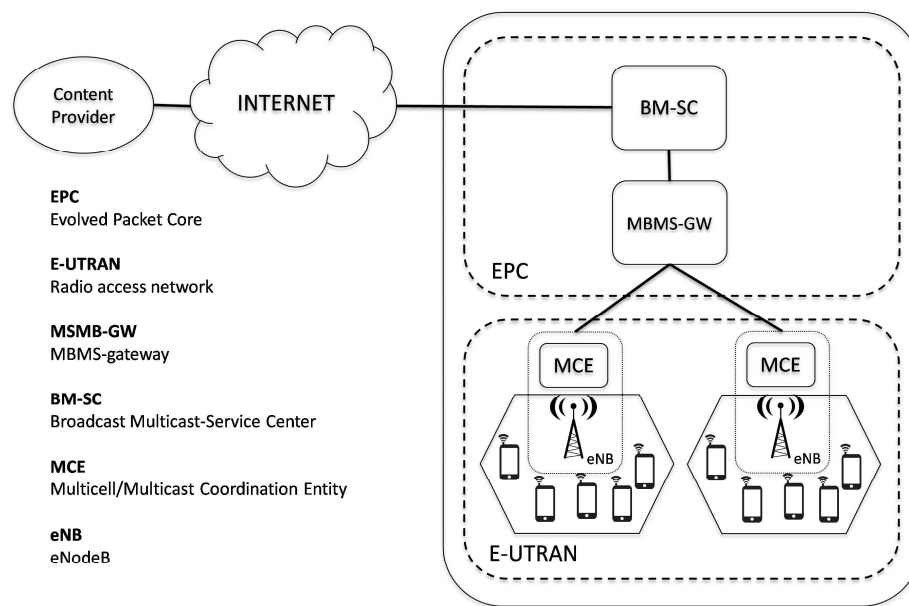 Content
Provider
INTERNET
BM-SC
MBMS-GW
EPC
EPC
Evolved Packet Core
E-UTRAN
Radio access network
MSMB-GW
MBMS-gateway
BM-SC
Broadcast Multicast-Service Center
MCE
Multicell/Multicast Coordination Entity
eNB
eNodeB
MCE
MCE
eNB
eNB
E-UTRAN